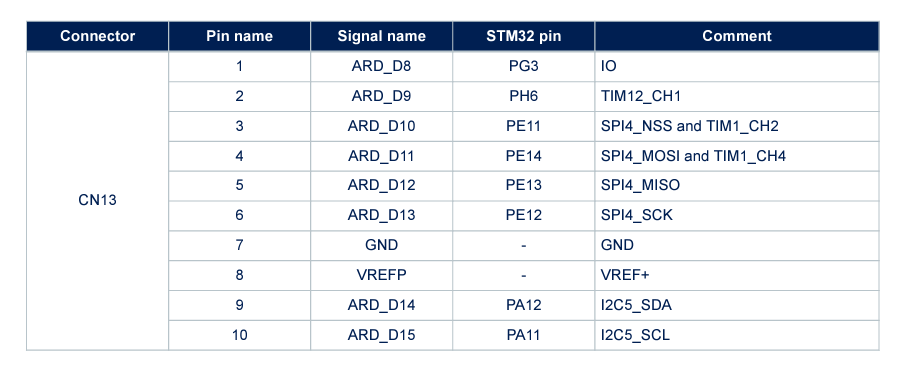 Connector Pin name Signal name STM32 pin Comment
CN13
1 ARD_D8 PG3 IO
2 ARD_D9 PH6 TIM12_CH1
3 ARD_D10 PE11 SPI4_NSS and TIM1_CH2
4 ARD_D11 PE14 SPI4_MOSI and TIM1_CH4
5 ARD_D12 PE13 SPI4_MISO
6 ARD_D13 PE12 SPI4_SCK
7 GND - GND
8 VREFP - VREF+
9 ARD_D14 PA12 I2C5_SDA
10 ARD_D15 PA11 I2C5_SCL